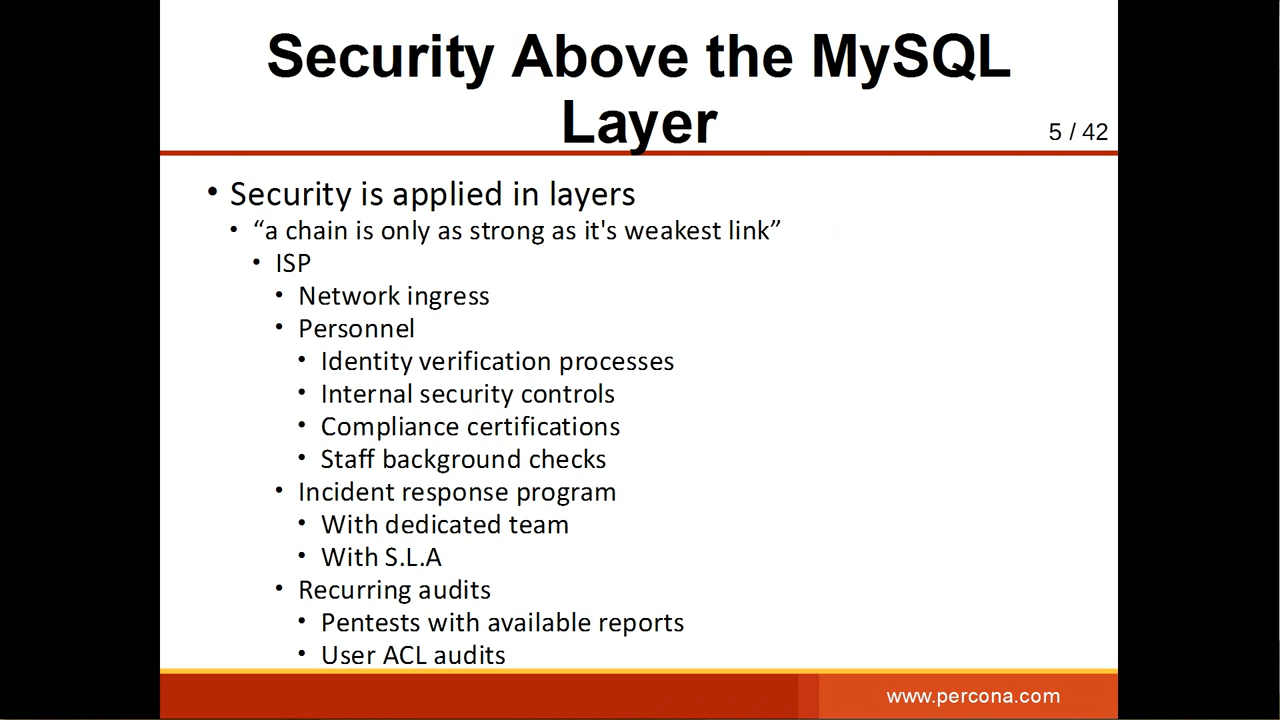 Security Above the MySQL
Layer
5 / 42
• Security is applied in layers
• “a chain is only as strong as it's weakest link”
• ISP
• Network ingress
• Personnel
• Identity verification processes
• Internal security controls
• Compliance certifications
• Staff background checks
• Incident response program
• With dedicated team
• With S.L.A
• Recurring audits
• Pentests with available reports
• User ACL audits
www.percona.com